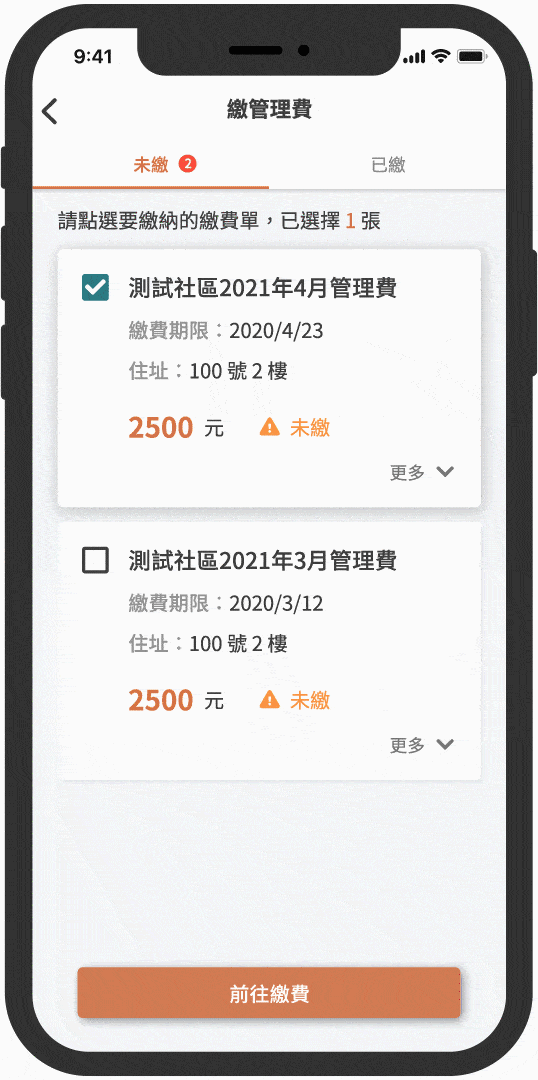 9:41
繳管理費
未繳 2 已繳
請點選要繳納的繳費單，已選擇 1 張
測試社區2021年4月管理費
繳費期限：2020/4/23
住址：100 號 2 樓
2500 元 未繳
更多
測試社區2021年3月管理費
繳費期限：2020/3/12
住址：100 號 2 樓
2500 元 未繳
更多
前往繳費